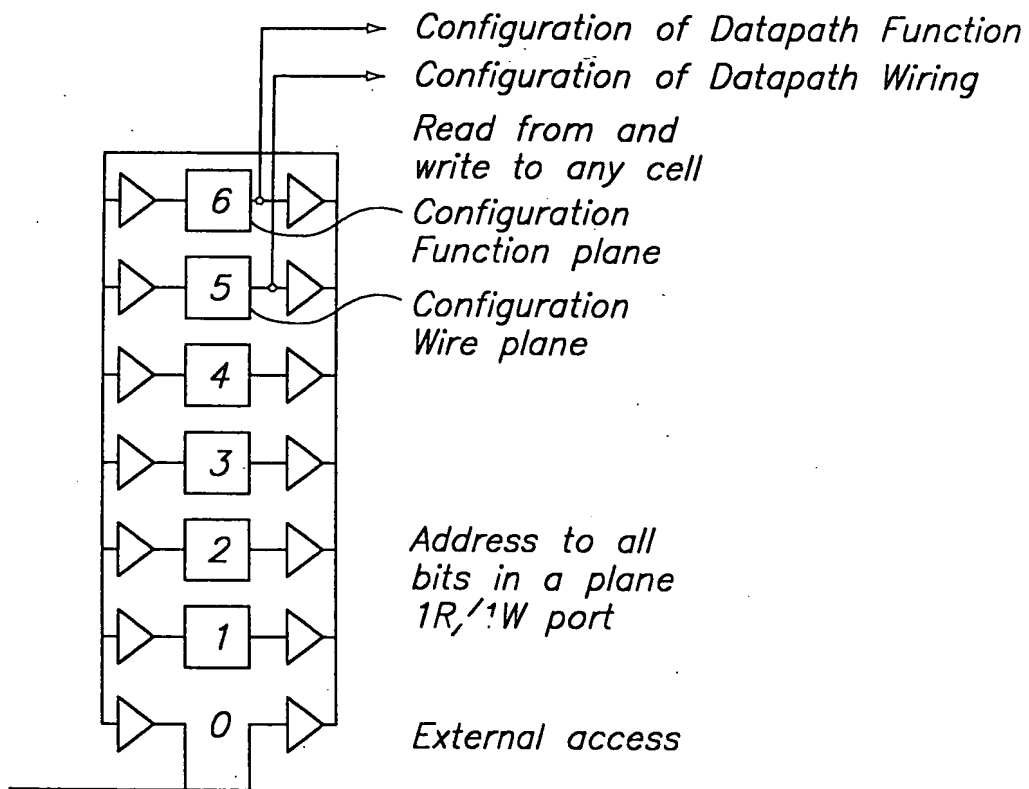 Configuration of Datapath Function
Configuration of Datapath Wiring
Read from and
write to any cell
6
Configuration
Function plane
5
Configuration
Wire plane
4
3
2
Address to all
bits in a plane
1R/1W port
1
0
External access